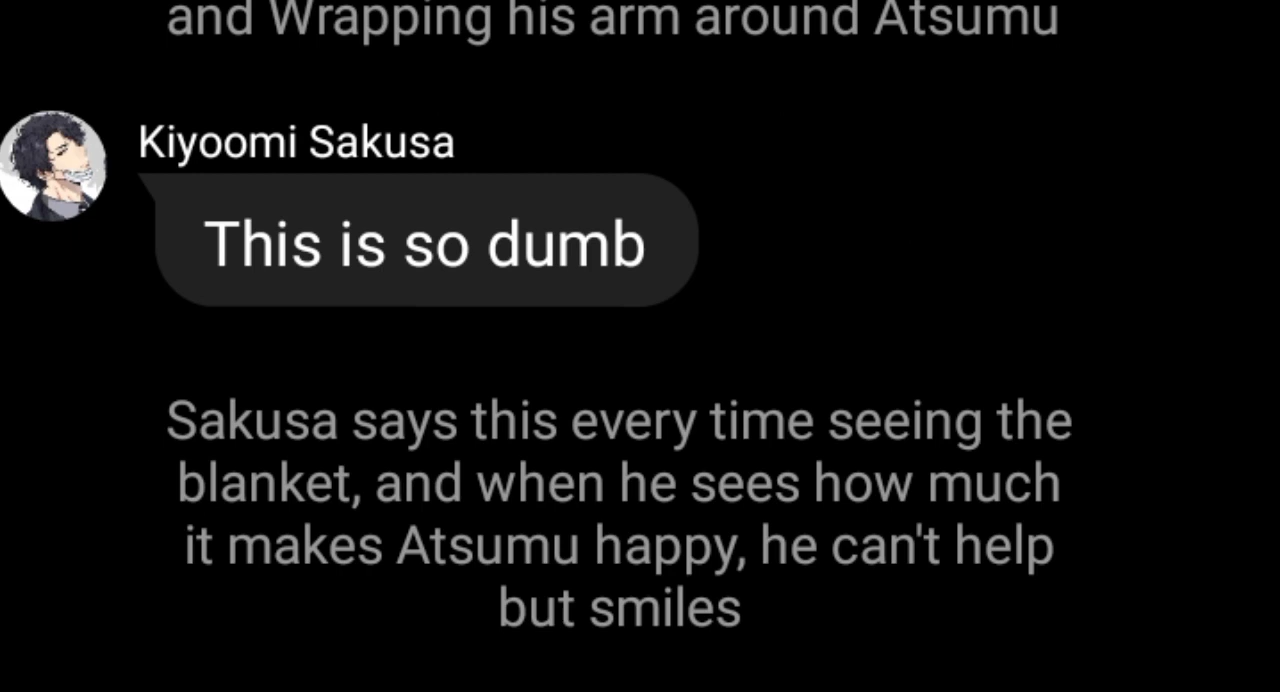 and Wrapping his arm around Atsumu
Kiyoomi Sakusa
This is so dumb
Sakusa says this every time seeing the
blanket, and when he sees how much
it makes Atsumu happy, he can't help
but smiles